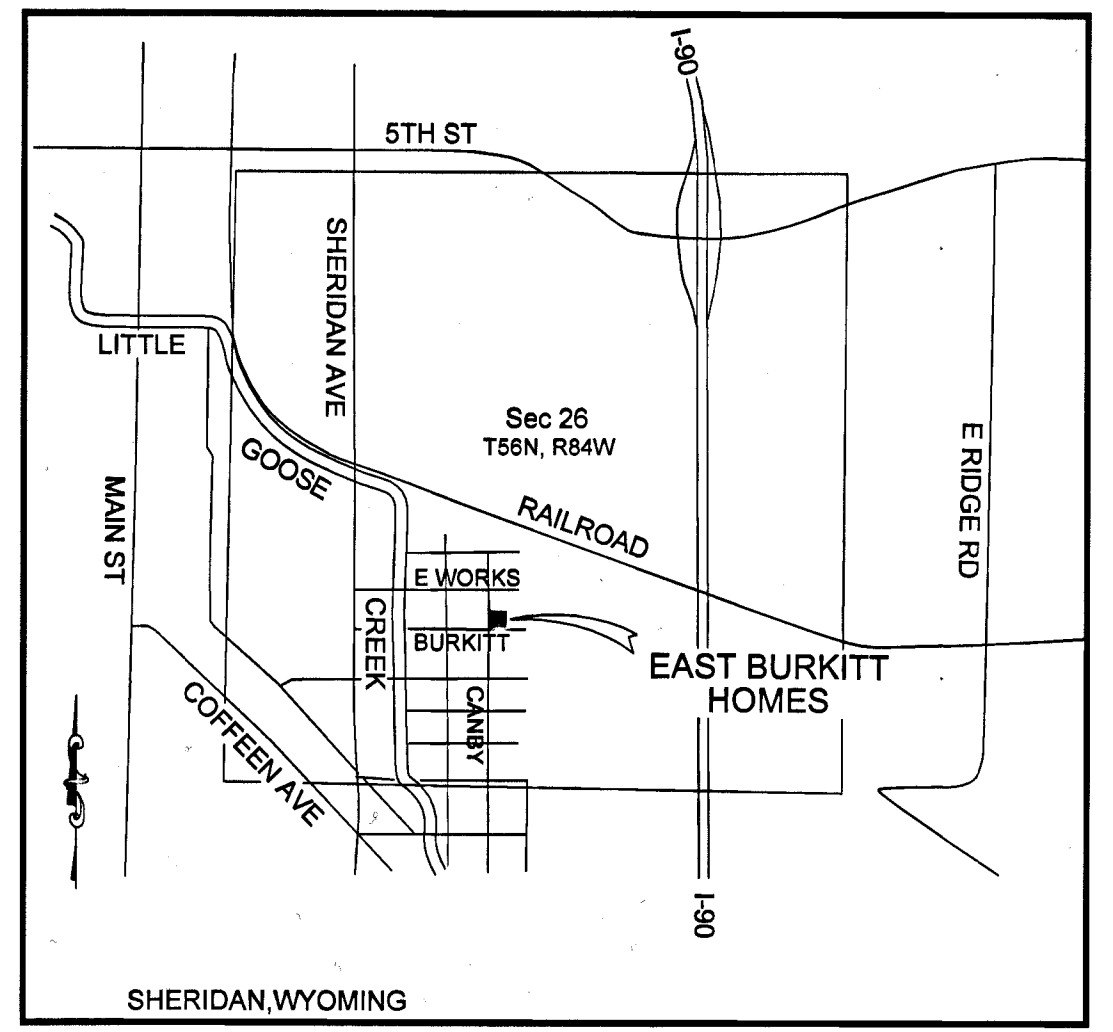 I-90
5TH ST
SHERIDAN AVE
LITTLE
GOOSE
Sec 26
T56N, R84W
E RIDGE RD
MAIN ST
RAILROAD
E WORKS
CREEK
BURKITT
EAST BURKITT
HOMES
CANBY
COFFEEN AVE
I-90
SHERIDAN, WYOMING